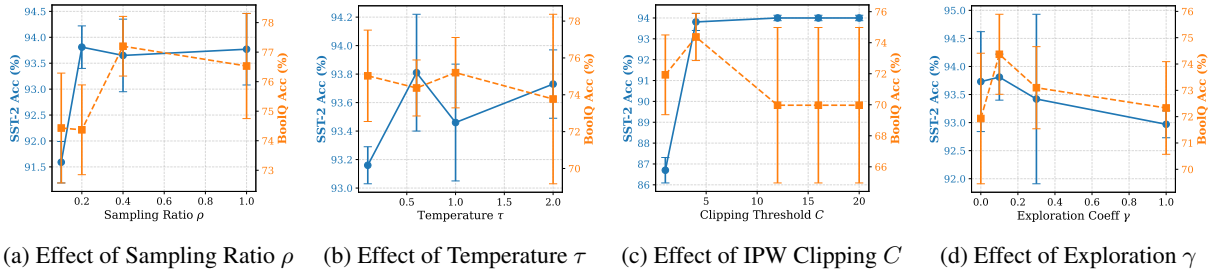 94.5
94.0
93.5
93.0
92.5
92.0
91.5
SST-2 Acc (%)
78
77
76
75
74
73
BoolQ Acc (%)
0.2 0.4 0.6 0.8 1.0
Sampling Ratio ρ
(a) Effect of Sampling Ratio ρ
94.2
94.0
93.8
93.6
93.4
93.2
93.0
SST-2 Acc (%)
78
76
74
72
70
BoolQ Acc (%)
0.5 1.0 1.5 2.0
Temperature τ
(b) Effect of Temperature τ
94
93
92
91
90
89
88
87
86
SST-2 Acc (%)
76
74
72
70
68
66
BoolQ Acc (%)
5 10 15 20
Clipping Threshold C
(c) Effect of IPW Clipping C
95.0
94.5
94.0
93.5
93.0
92.5
92.0
SST-2 Acc (%)
76
75
74
73
72
71
70
BoolQ Acc (%)
0.0 0.2 0.4 0.6 0.8 1.0
Exploration Coeff γ
(d) Effect of Exploration γ